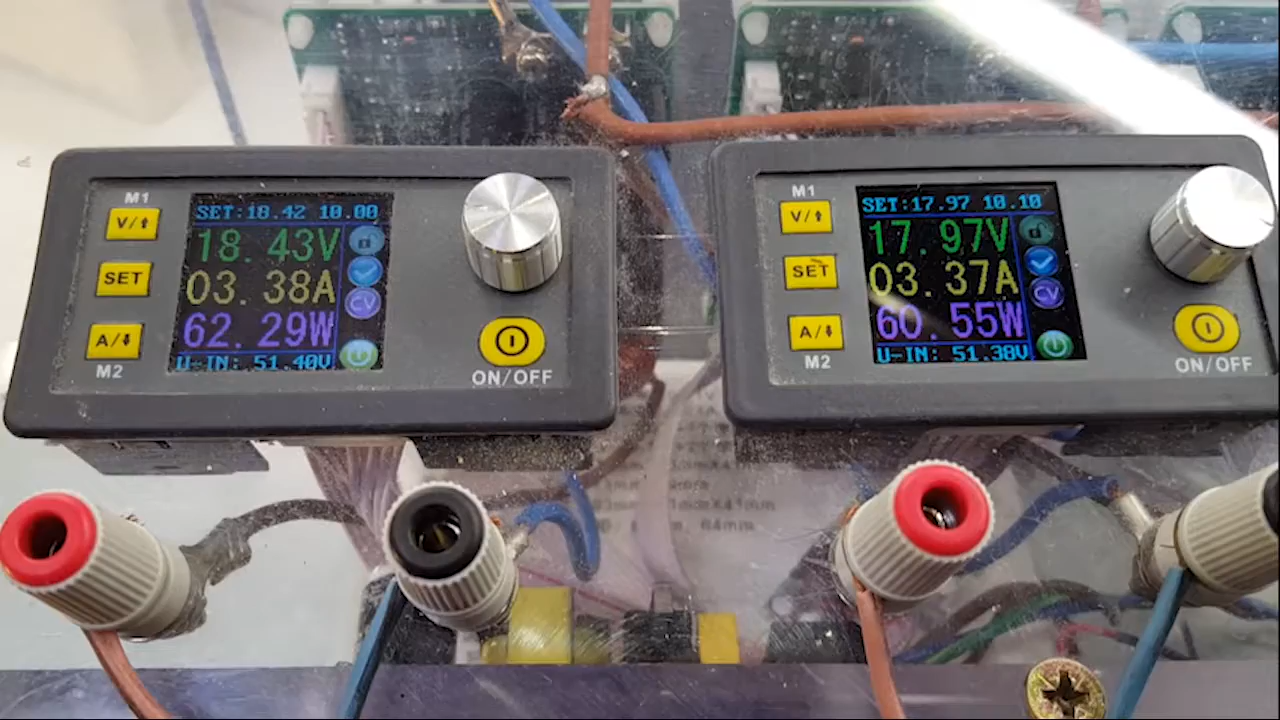 M1
V/⬆
SET
A/⬇
M2
SET:18.42 10.00
18.43V
03.38A
62.29W
U-IN: 51.40V
CV
ON/OFF
M1
V/⬆
SET
A/⬇
M2
SET:17.97 10.10
17.97V
03.37A
60.55W
U-IN: 51.38V
CV
ON/OFF